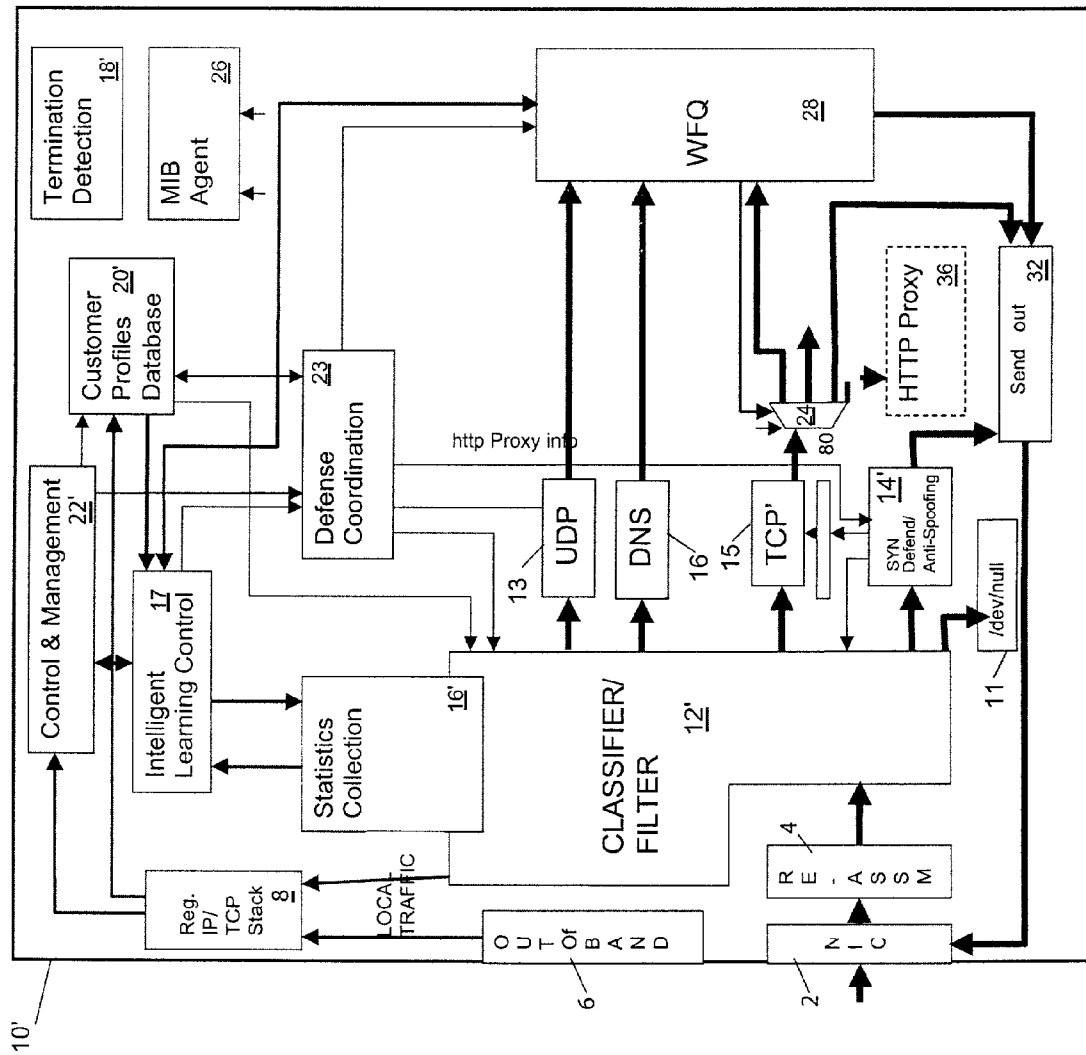 10'
Control & Management
22'
Customer
Profiles
Database
20'
Termination
Detection
18'
MIB
Agent
26
Reg.
IP/
TCP
Stack
8
Intelligent
Learning Control
17
Defense
Coordination
23
Statistics
Collection
16'
LOCAL-
TRAFFIC
OUT Of BAND
6
CLASSIFIER/
FILTER
12'
http Proxy info
13
UDP
DNS
16
15
TCP'
80
24
WFQ
28
SYN
Defend/
Anti-Spoofing
14'
HTTP Proxy
36
/dev/null
11
Send out
32
NIC
2
RE-ASSM
4